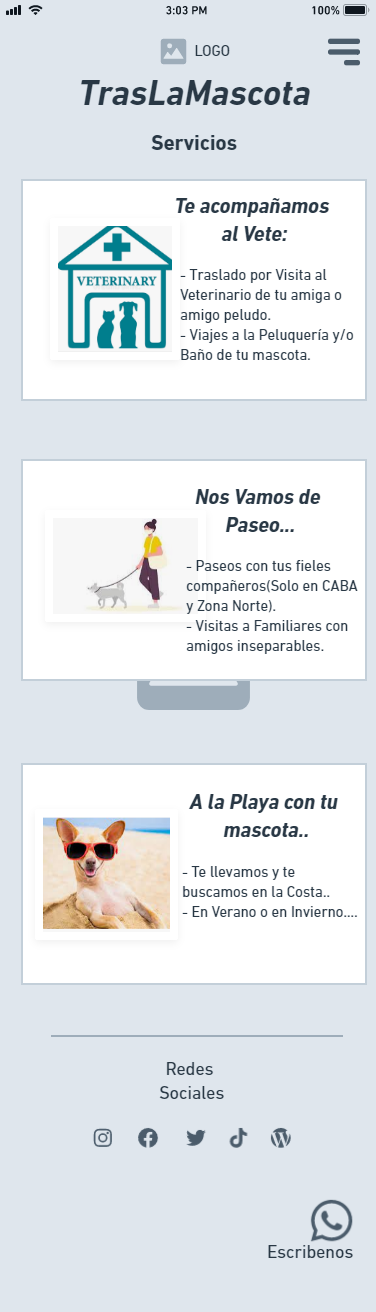 3:03 PM
100%
LOGO
TrasLaMascota
Servicios
Te acompañamos
al Vete:
VETERINARY
- Traslado por Visita al
Veterinario de tu amiga o
amigo peludo.
- Viajes a la Peluquería y/o
Baño de tu mascota.
Nos Vamos de
Paseo...
- Paseos con tus fieles
compañeros(Solo en CABA
y Zona Norte).
- Visitas a Familiares con
amigos inseparables.
A la Playa con tu
mascota..
- Te llevamos y te
buscamos en la Costa..
- En Verano o en Invierno....
Redes
Sociales
Escribenos